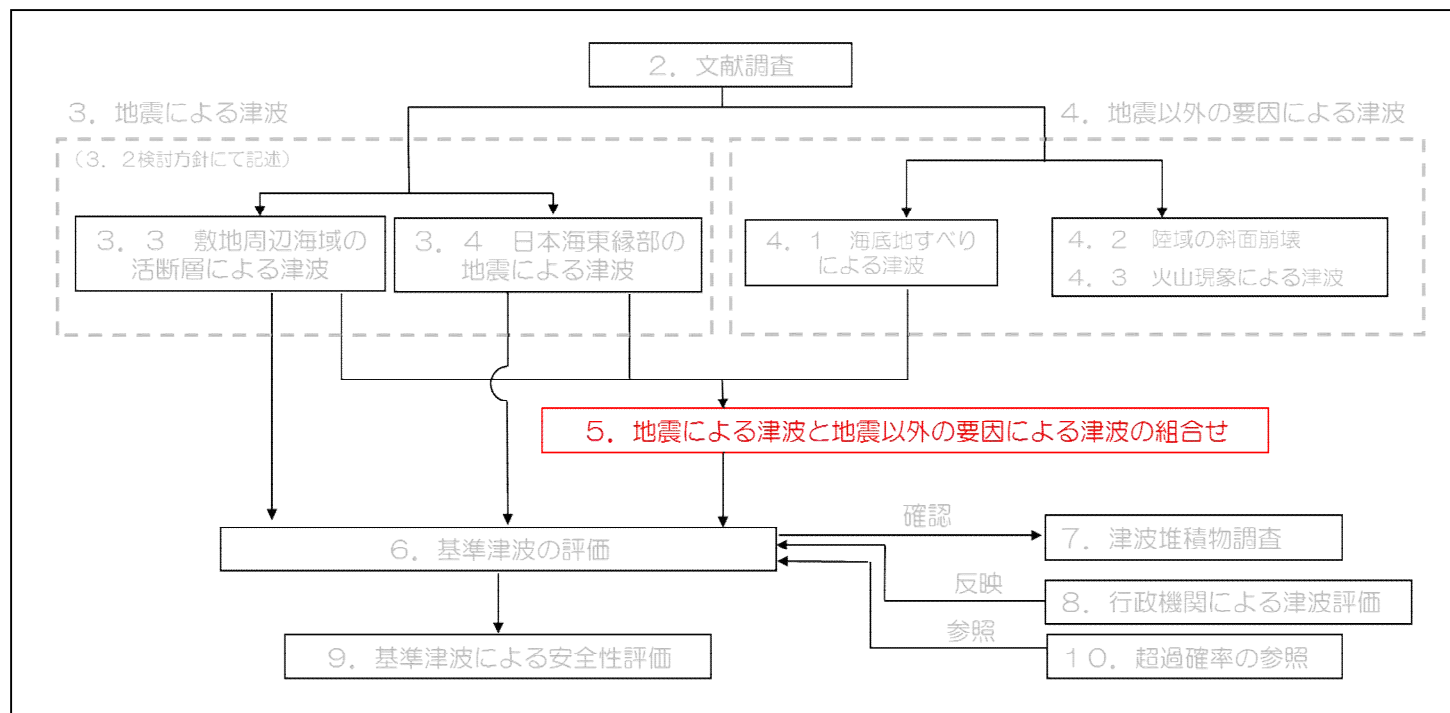 2．文献調査
3．地震による津波
4．地震以外の要因による津波
（3．2検討方針にて記述）
3．3　敷地周辺海域の
活断層による津波
3．4　日本海東縁部の
地震による津波
4．1　海底地すべり
による津波
4．2　陸域の斜面崩壊
4．3　火山現象による津波
5．地震による津波と地震以外の要因による津波の組合せ
確認
6．基準津波の評価
7．津波堆積物調査
反映
8．行政機関による津波評価
参照
9．基準津波による安全性評価
10．超過確率の参照